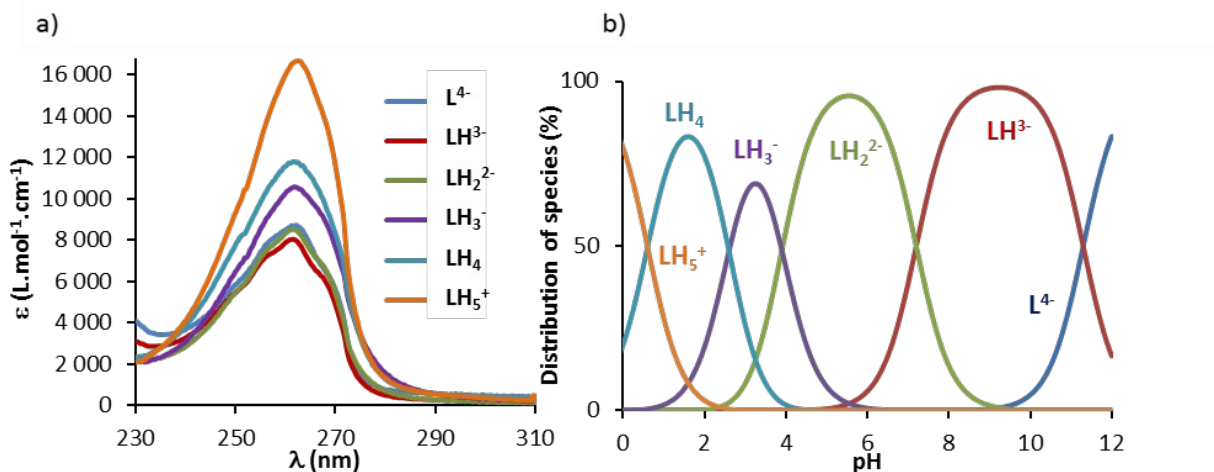 a)
b)
ε (L.mol⁻¹.cm⁻¹)
16 000
14 000
12 000
10 000
8 000
6 000
4 000
2 000
0
230
250
270
290
310
λ (nm)
L⁴⁻
LH³⁻
LH₂²⁻
LH₃⁻
LH₄
LH₅⁺
Distribution of species (%)
100
50
0
0
2
4
6
8
10
12
pH
LH₄
LH₃⁻
LH₂²⁻
LH³⁻
LH₅⁺
L⁴⁻